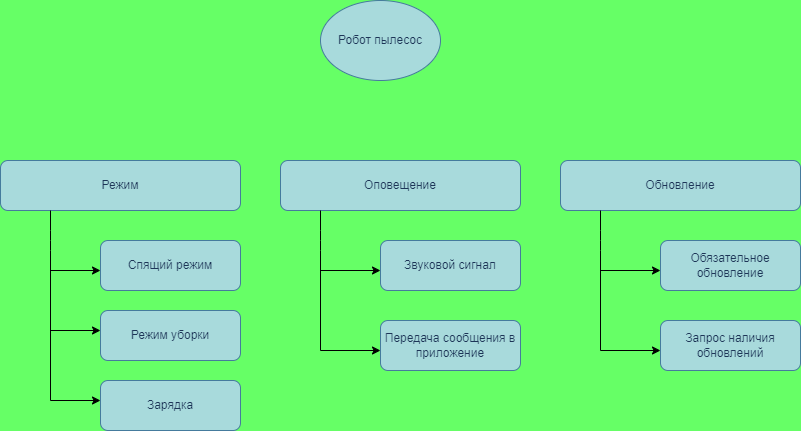 Робот пылесос
Режим
Оповещение
Обновление
Спящий режим
Звуковой сигнал
Обязательное
обновление
Режим уборки
Передача сообщения в
приложение
Запрос наличия
обновлений
Зарядка